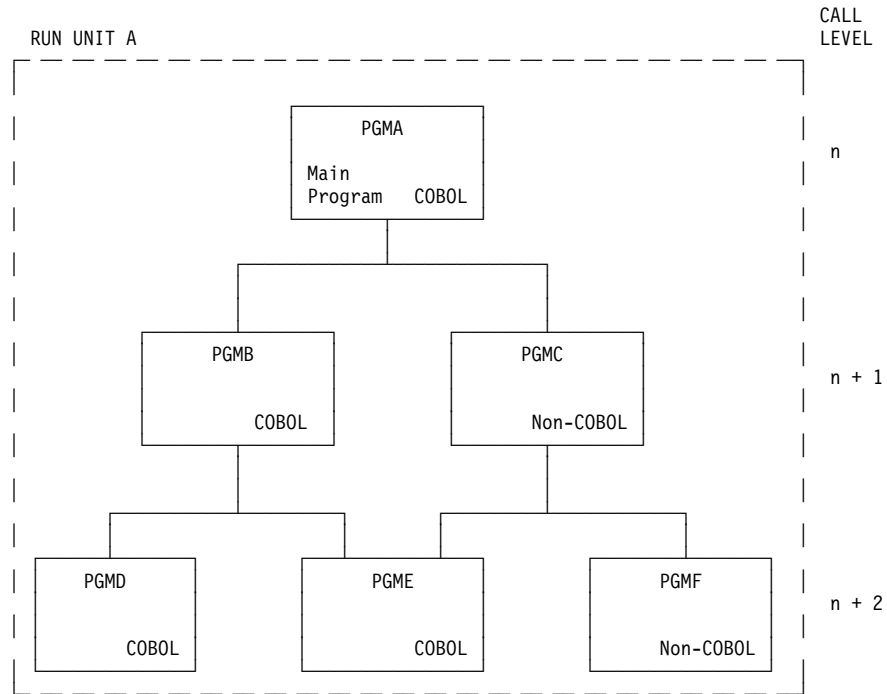 CALL
LEVEL
RUN UNIT A
PGMA
n
Main
Program COBOL
PGMB
PGMC
n + 1
COBOL
Non-COBOL
PGMD
PGME
PGMF
n + 2
COBOL
COBOL
Non-COBOL